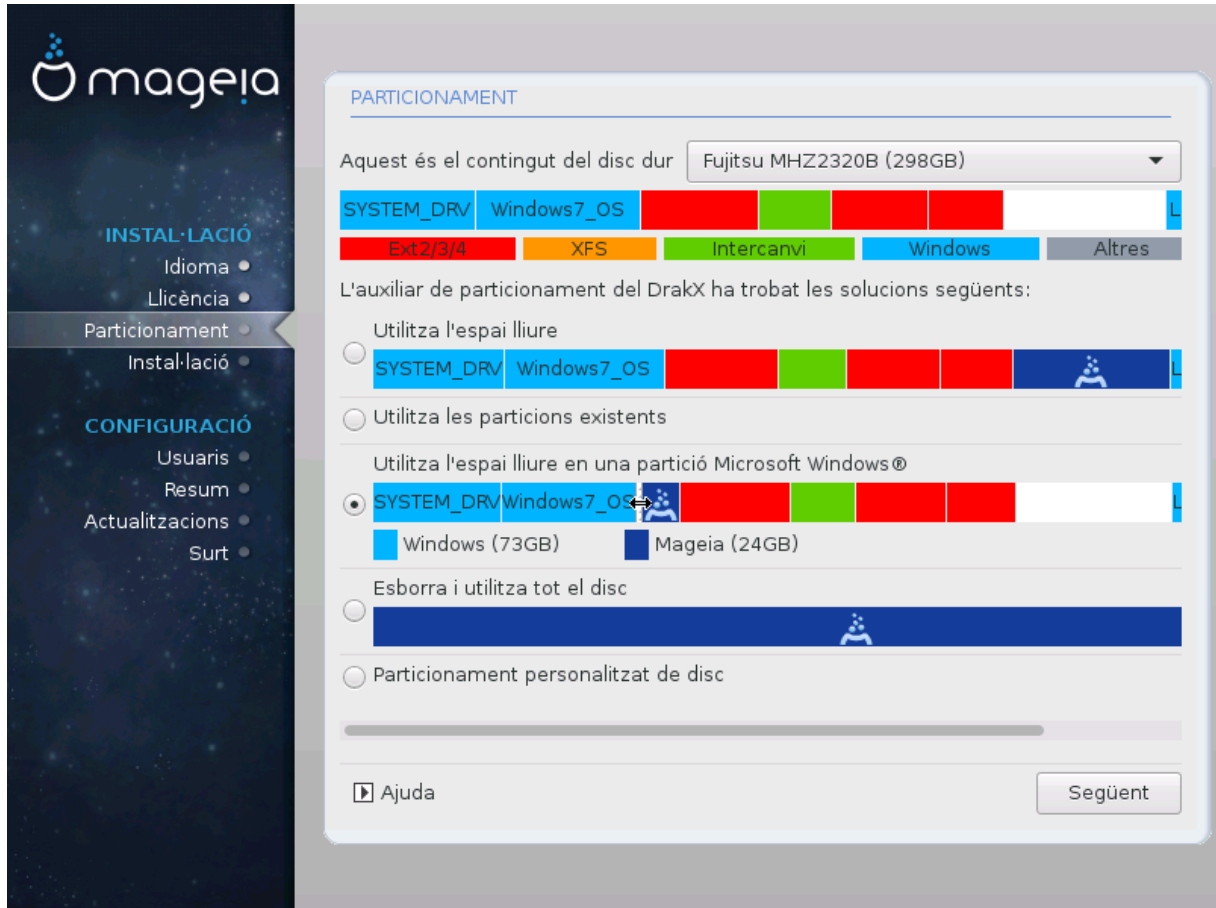 mageia
INSTAL·LACIÓ
Idioma
Llicència
Particionament
Instal·lació
CONFIGURACIÓ
Usuaris
Resum
Actualitzacions
Surt
PARTICIONAMENT
Aquest és el contingut del disc dur Fujitsu MHZ2320B (298GB)
SYSTEM_DRV Windows7_OS L
Ext2/3/4 XFS Intercanvi Windows Altres
L'auxiliar de particionament del DrakX ha trobat les solucions següents:
Utilitza l'espai lliure
SYSTEM_DRV Windows7_OS L
Utilitza les particions existents
Utilitza l'espai lliure en una partició Microsoft Windows®
SYSTEM_DRV Windows7_OS L
Windows (73GB) Mageia (24GB)
Esborra i utilitza tot el disc
Particionament personalitzat de disc
Ajuda Següent